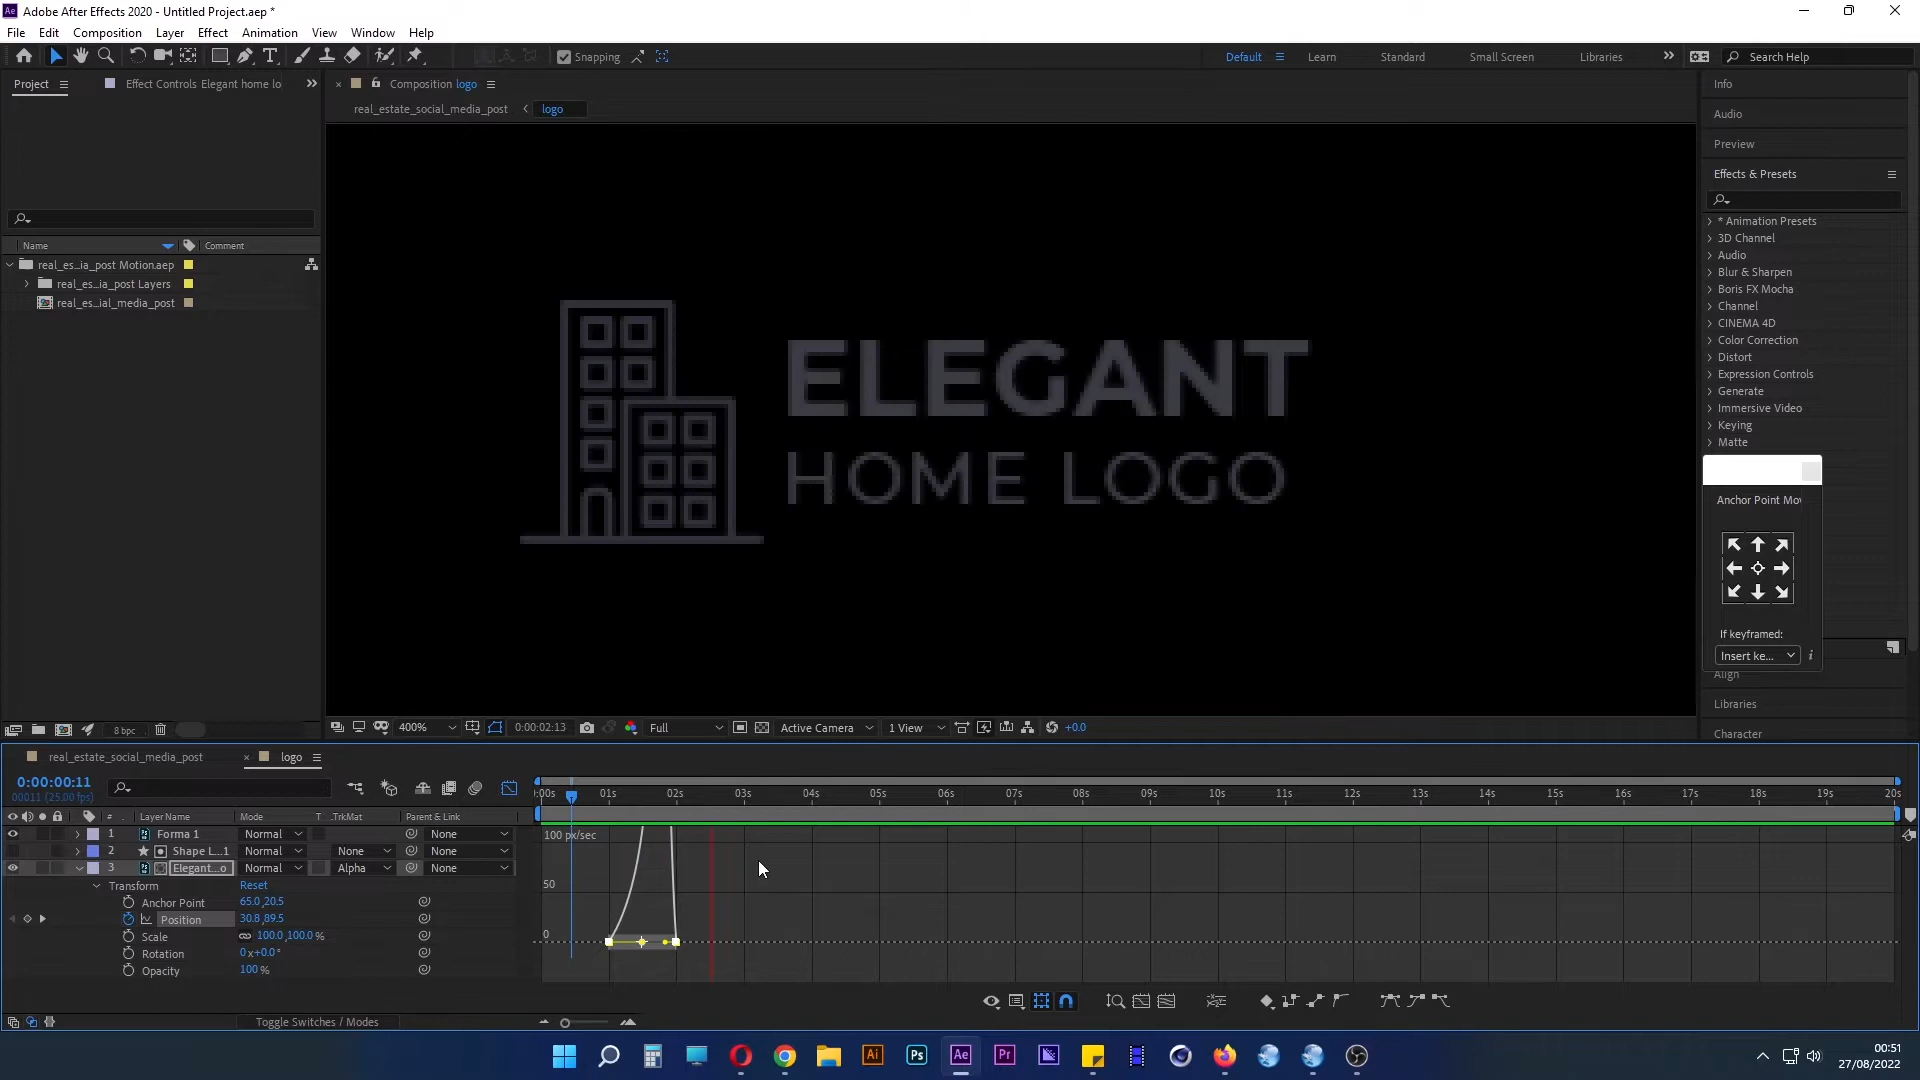 Adobe After Effects 2020 - Untitled Project.aep *
File Edit Composition Layer Effect Animation View Window Help
Snapping
Default Learn Standard Small Screen Libraries Search Help
Project Effect Controls Elegant home lo
Composition logo
real_estate_social_media_post logo
Name Comment
real_es...ia_post Motion.aep
real_es...ia_post Layers
real_es...ial_media_post
8 bpc
ELEGANT
HOME LOGO
400% 0:00:02:13 Full Active Camera 1 View +0.0
Info
Audio
Preview
Effects & Presets
* Animation Presets
3D Channel
Audio
Blur & Sharpen
Boris FX Mocha
Channel
CINEMA 4D
Color Correction
Distort
Expression Controls
Generate
Immersive Video
Keying
Matte
Anchor Point Mov
If keyframed:
Insert ke...
Align
Libraries
Character
real_estate_social_media_post logo
0:00:00:11
00011 (25.00 fps)
# Layer Name Mode T .TrkMat Parent & Link
1 Forma 1 Normal None
2 Shape L...1 Normal None None
3 Elegant...o Normal Alpha None
Transform Reset
Anchor Point 65.0,20.5
Position 30.8,89.5
Scale 100.0,100.0%
Rotation 0x+0.0°
Opacity 100%
Toggle Switches / Modes
:00s 01s 02s 03s 04s 05s 06s 07s 08s 09s 10s 11s 12s 13s 14s 15s 16s 17s 18s 19s 20s
100 px/sec
50
0
Ai Ps Ae Pr
00:51
27/08/2022